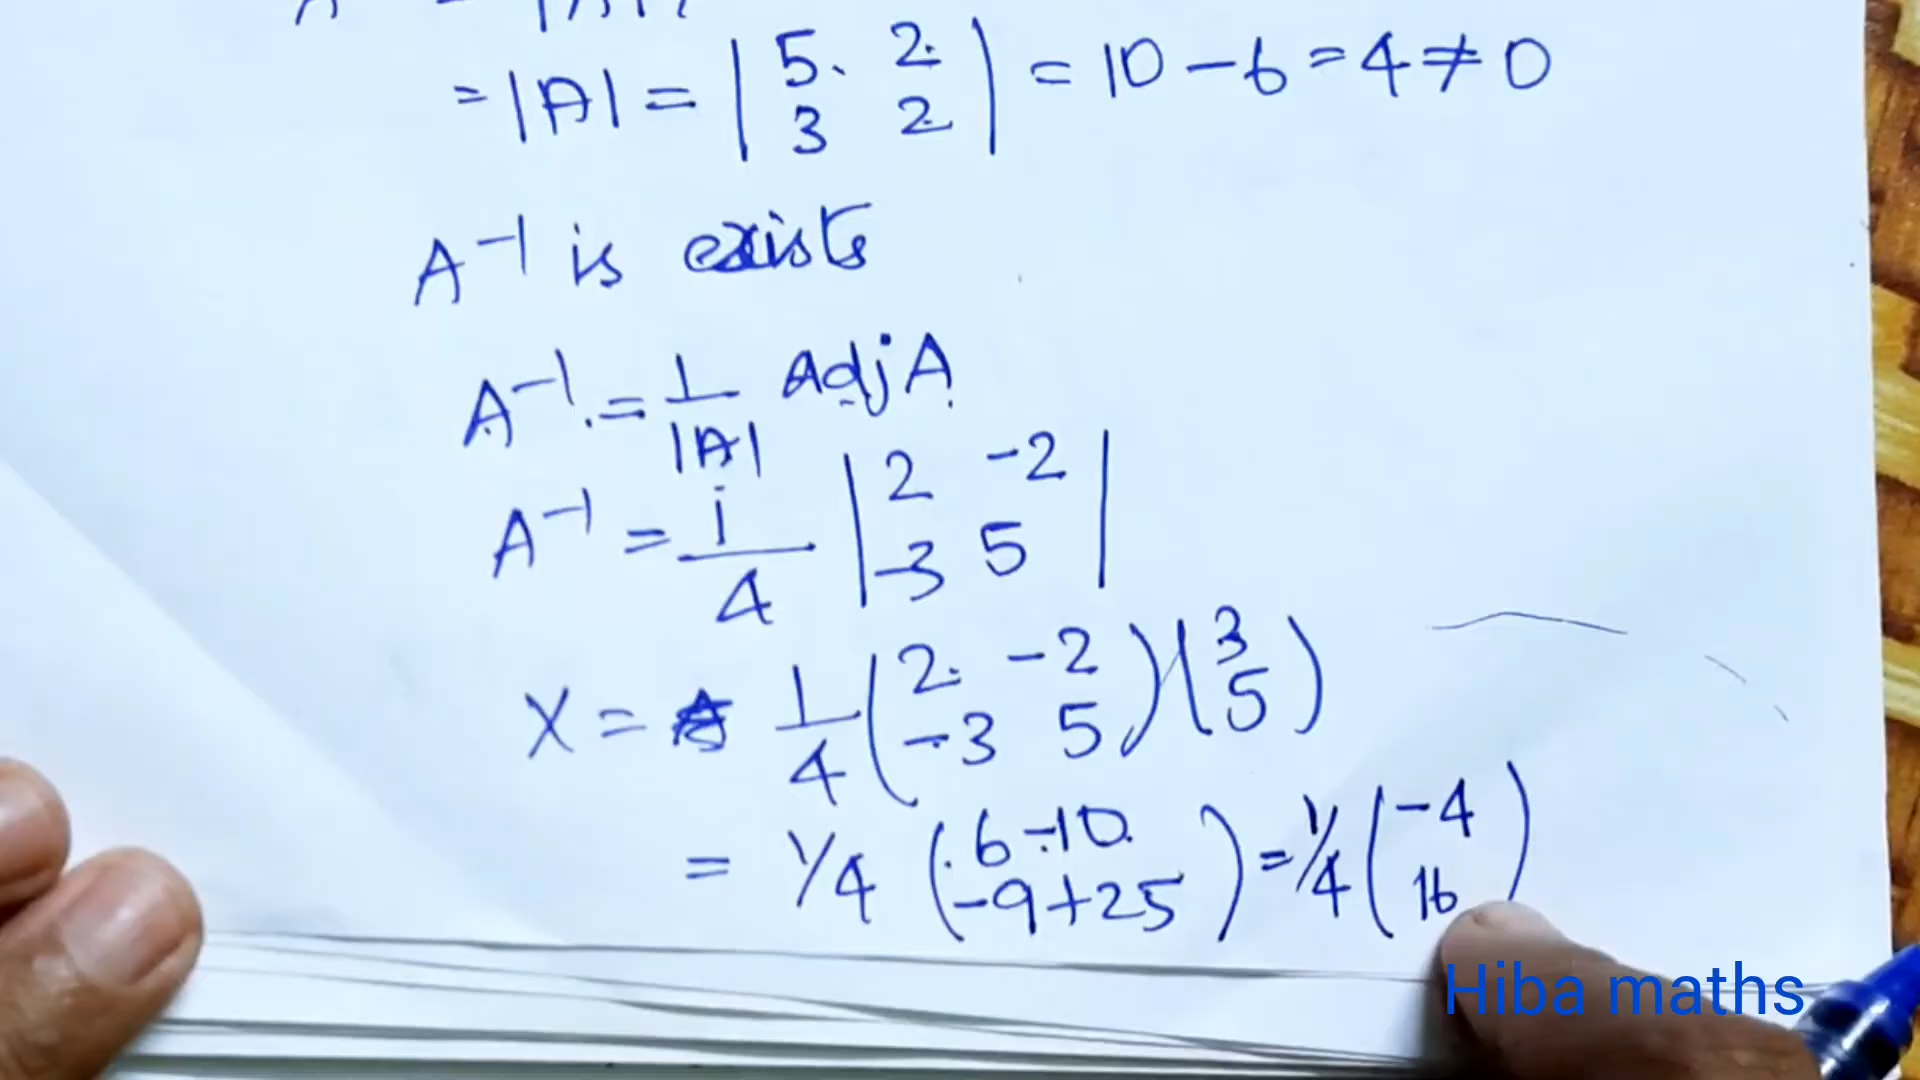 = |A| = | 5 2 | = 10 - 6 = 4 ≠ 0
3 2
A⁻¹ is exists
A⁻¹ = 1 Adj A
|A|
A⁻¹ = 1 | 2 -2 |
4 -3 5
X = 1 ( 2 -2 ) ( 3 )
4 -3 5 5
= 1/4 ( 6-10 ) = 1/4 ( -4 )
-9+25 16
Hiba maths